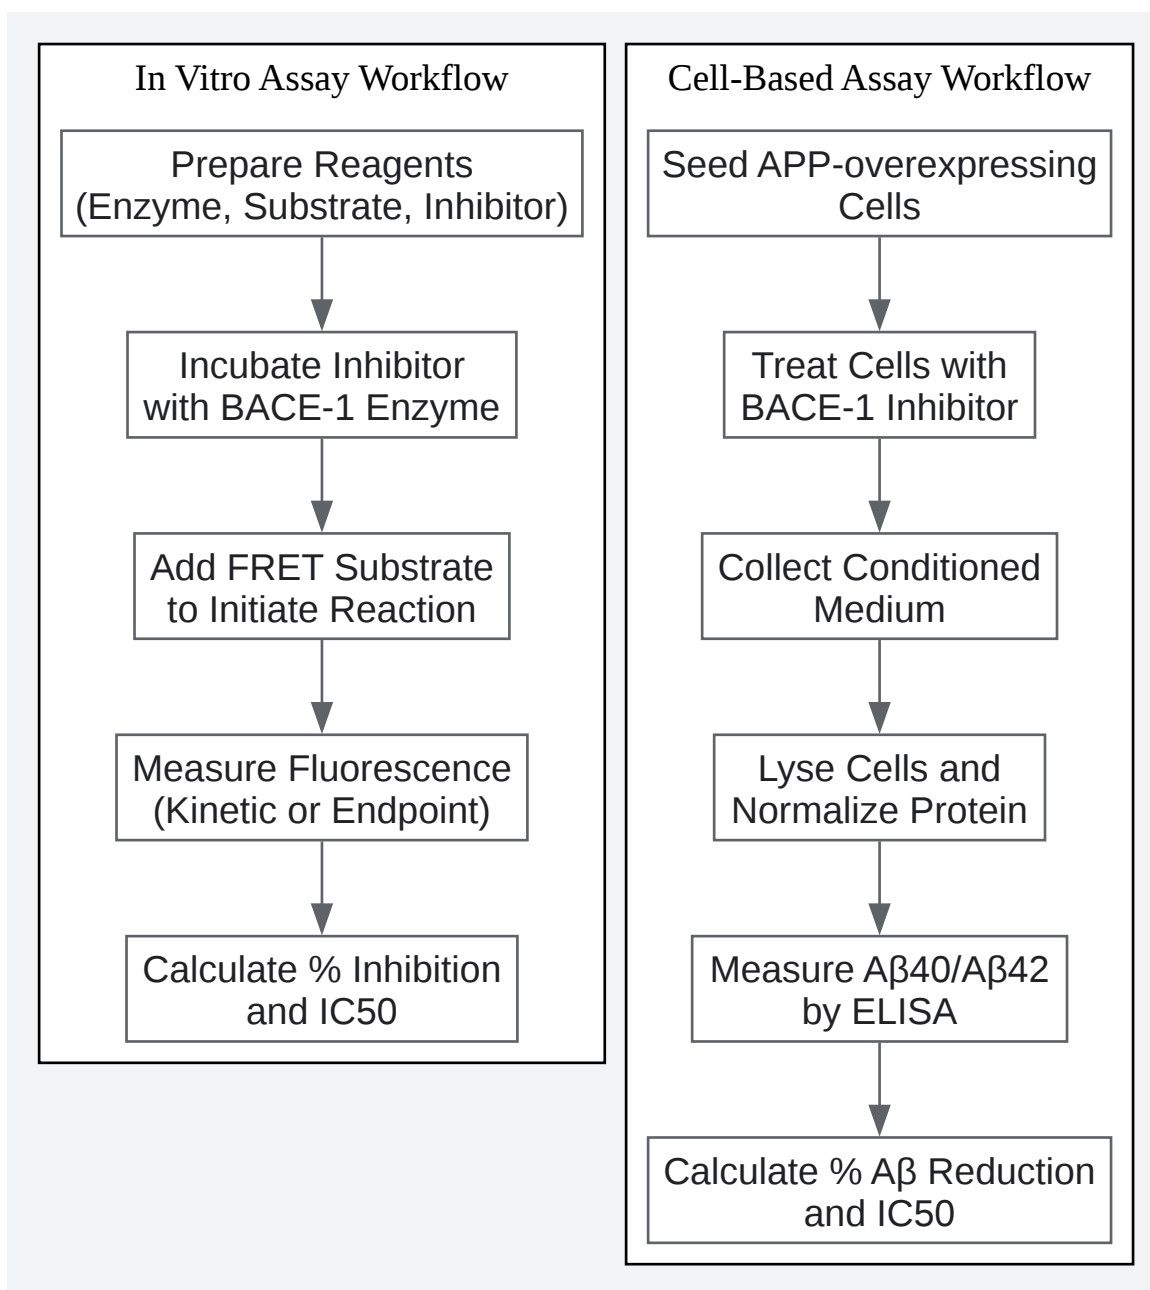 In Vitro Assay Workflow
Prepare Reagents
(Enzyme, Substrate, Inhibitor)
Incubate Inhibitor
with BACE-1 Enzyme
Add FRET Substrate
to Initiate Reaction
Measure Fluorescence
(Kinetic or Endpoint)
Calculate % Inhibition
and IC50
Cell-Based Assay Workflow
Seed APP-overexpressing
Cells
Treat Cells with
BACE-1 Inhibitor
Collect Conditioned
Medium
Lyse Cells and
Normalize Protein
Measure Aβ40/Aβ42
by ELISA
Calculate % Aβ Reduction
and IC50